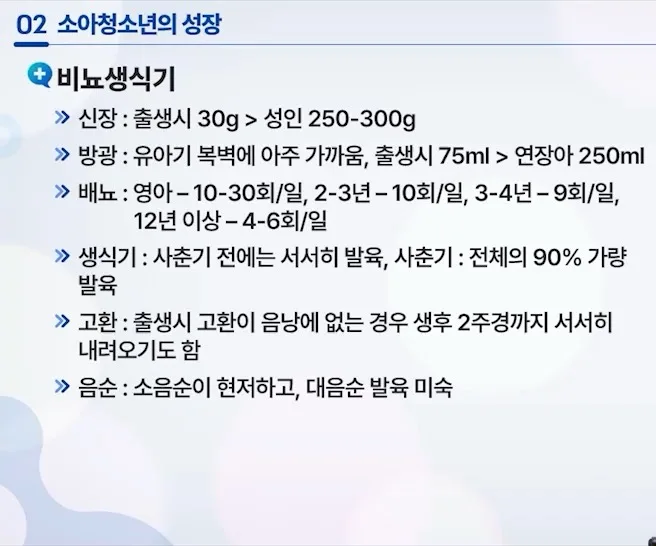 02 소아청소년의 성장
비뇨생식기
» 신장 : 출생시 30g > 성인 250-300g
» 방광 : 유아기 복벽에 아주 가까움, 출생시 75ml > 연장아 250ml
» 배뇨 : 영아 – 10-30회/일, 2-3년 – 10회/일, 3-4년 – 9회/일,
12년 이상 – 4-6회/일
» 생식기 : 사춘기 전에는 서서히 발육, 사춘기 : 전체의 90% 가량
발육
» 고환 : 출생시 고환이 음낭에 없는 경우 생후 2주경까지 서서히
내려오기도 함
» 음순 : 소음순이 현저하고, 대음순 발육 미숙